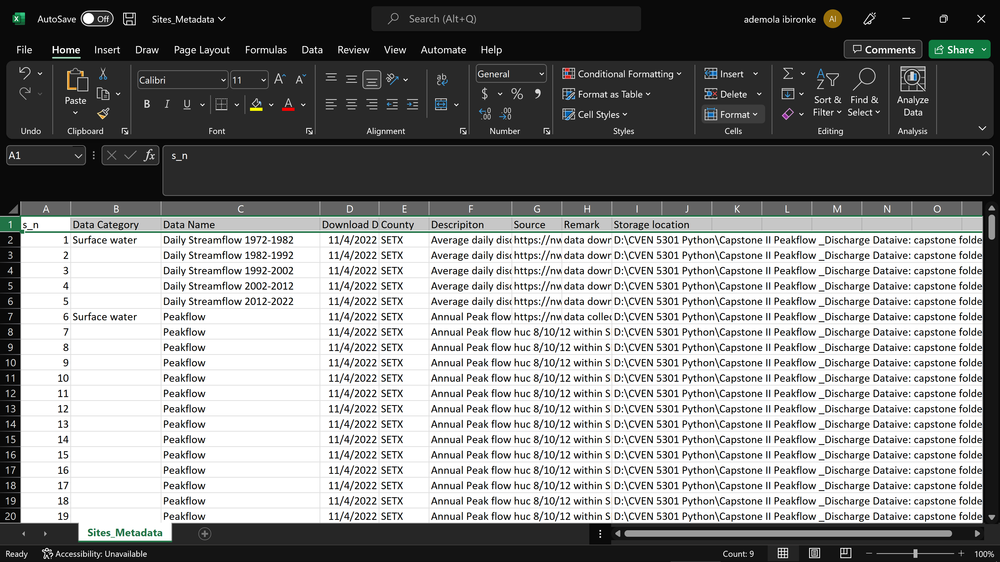 AutoSave Off Sites_Metadata Search (Alt+Q) ademola ibironke AI
File Home Insert Draw Page Layout Formulas Data Review View Automate Help Comments Share
Paste
Undo Clipboard
Calibri 11
B I U A
Font
ab
Alignment
General
$ % 9
Number
Conditional Formatting
Format as Table
Cell Styles
Styles
Insert
Delete
Format
Cells
Sort & Filter
Find & Select
Editing
Analyze Data
Analysis
A1 fx s_n
A B C D E F G H I J K L M N O
1 s_n Data Category Data Name Download D County Descripiton Source Remark Storage location
2 1 Surface water Daily Streamflow 1972-1982 11/4/2022 SETX Average daily disc https://nw data down D:\CVEN 5301 Python\Capstone II Peakflow _Discharge Dataive: capstone folde
3 2 Daily Streamflow 1982-1992 11/4/2022 SETX Average daily disc https://nw data down D:\CVEN 5301 Python\Capstone II Peakflow _Discharge Dataive: capstone folde
4 3 Daily Streamflow 1992-2002 11/4/2022 SETX Average daily disc https://nw data down D:\CVEN 5301 Python\Capstone II Peakflow _Discharge Dataive: capstone folde
5 4 Daily Streamflow 2002-2012 11/4/2022 SETX Average daily disc https://nw data down D:\CVEN 5301 Python\Capstone II Peakflow _Discharge Dataive: capstone folde
6 5 Daily Streamflow 2012-2022 11/4/2022 SETX Average daily disc https://nw data down D:\CVEN 5301 Python\Capstone II Peakflow _Discharge Dataive: capstone folde
7 6 Surface water Peakflow 11/4/2022 SETX Annual Peak flow https://nw data collec D:\CVEN 5301 Python\Capstone II Peakflow _Discharge Dataive: capstone folde
8 7 Peakflow 11/4/2022 SETX Annual Peak flow huc 8/10/12 within S D:\CVEN 5301 Python\Capstone II Peakflow _Discharge Dataive: capstone folde
9 8 Peakflow 11/4/2022 SETX Annual Peak flow huc 8/10/12 within S D:\CVEN 5301 Python\Capstone II Peakflow _Discharge Dataive: capstone folde
10 9 Peakflow 11/4/2022 SETX Annual Peak flow huc 8/10/12 within S D:\CVEN 5301 Python\Capstone II Peakflow _Discharge Dataive: capstone folde
11 10 Peakflow 11/4/2022 SETX Annual Peak flow huc 8/10/12 within S D:\CVEN 5301 Python\Capstone II Peakflow _Discharge Dataive: capstone folde
12 11 Peakflow 11/4/2022 SETX Annual Peak flow huc 8/10/12 within S D:\CVEN 5301 Python\Capstone II Peakflow _Discharge Dataive: capstone folde
13 12 Peakflow 11/4/2022 SETX Annual Peak flow huc 8/10/12 within S D:\CVEN 5301 Python\Capstone II Peakflow _Discharge Dataive: capstone folde
14 13 Peakflow 11/4/2022 SETX Annual Peak flow huc 8/10/12 within S D:\CVEN 5301 Python\Capstone II Peakflow _Discharge Dataive: capstone folde
15 14 Peakflow 11/4/2022 SETX Annual Peak flow huc 8/10/12 within S D:\CVEN 5301 Python\Capstone II Peakflow _Discharge Dataive: capstone folde
16 15 Peakflow 11/4/2022 SETX Annual Peak flow huc 8/10/12 within S D:\CVEN 5301 Python\Capstone II Peakflow _Discharge Dataive: capstone folde
17 16 Peakflow 11/4/2022 SETX Annual Peak flow huc 8/10/12 within S D:\CVEN 5301 Python\Capstone II Peakflow _Discharge Dataive: capstone folde
18 17 Peakflow 11/4/2022 SETX Annual Peak flow huc 8/10/12 within S D:\CVEN 5301 Python\Capstone II Peakflow _Discharge Dataive: capstone folde
19 18 Peakflow 11/4/2022 SETX Annual Peak flow huc 8/10/12 within S D:\CVEN 5301 Python\Capstone II Peakflow _Discharge Dataive: capstone folde
20 19 Peakflow 11/4/2022 SETX Annual Peak flow huc 8/10/12 within S D:\CVEN 5301 Python\Capstone II Peakflow _Discharge Dataive: capstone folde
Sites_Metadata
Ready Accessibility: Unavailable Count: 9 100%